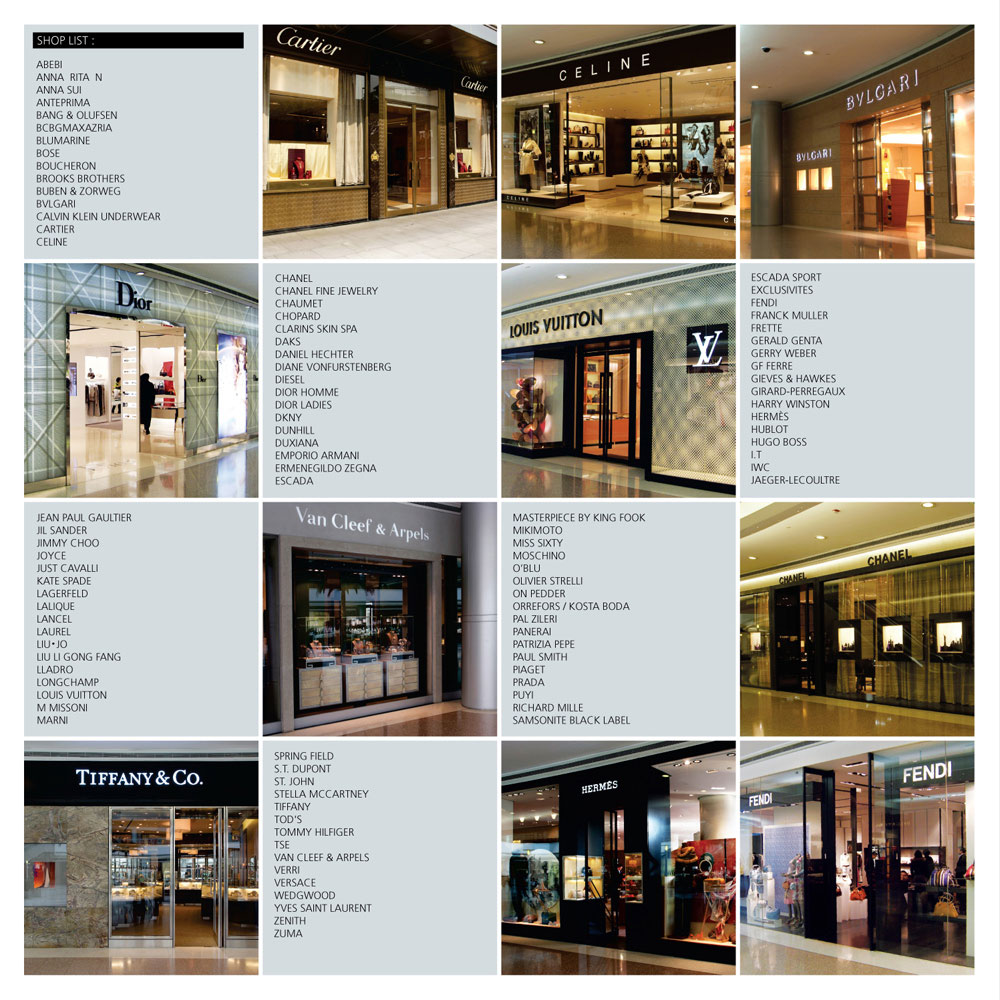 SHOP LIST :
ABEBI
ANNA RITA N
ANNA SUI
ANTEPRIMA
BANG & OLUFSEN
BCBGMAXAZRIA
BLUMARINE
BOSE
BOUCHERON
BROOKS BROTHERS
BUBEN & ZORWEG
BVLGARI
CALVIN KLEIN UNDERWEAR
CARTIER
CELINE
Cartier
Cartier
CELINE
CELINE
BVLGARI
BVLGARI
Dior
Dior
CHANEL
CHANEL FINE JEWELRY
CHAUMET
CHOPARD
CLARINS SKIN SPA
DAKS
DANIEL HECHTER
DIANE VONFURSTENBERG
DIESEL
DIOR HOMME
DIOR LADIES
DKNY
DUNHILL
DUXIANA
EMPORIO ARMANI
ERMENEGILDO ZEGNA
ESCADA
LOUIS VUITTON
LV
ESCADA SPORT
EXCLUSIVITES
FENDI
FRANCK MULLER
FRETTE
GERALD GENTA
GERRY WEBER
GF FERRE
GIEVES & HAWKES
GIRARD-PERREGAUX
HARRY WINSTON
HERMÈS
HUBLOT
HUGO BOSS
I.T
IWC
JAEGER-LECOULTRE
JEAN PAUL GAULTIER
JIL SANDER
JIMMY CHOO
JOYCE
JUST CAVALLI
KATE SPADE
LAGERFELD
LALIQUE
LANCEL
LAUREL
LIU•JO
LIU LI GONG FANG
LLADRO
LONGCHAMP
LOUIS VUITTON
M MISSONI
MARNI
Van Cleef & Arpels
MASTERPIECE BY KING FOOK
MIKIMOTO
MISS SIXTY
MOSCHINO
O'BLU
OLIVIER STRELLI
ON PEDDER
ORREFORS / KOSTA BODA
PAL ZILERI
PANERAI
PATRIZIA PEPE
PAUL SMITH
PIAGET
PRADA
PUYI
RICHARD MILLE
SAMSONITE BLACK LABEL
CHANEL
CHANEL
TIFFANY & CO.
SPRING FIELD
S.T. DUPONT
ST. JOHN
STELLA MCCARTNEY
TIFFANY
TOD'S
TOMMY HILFIGER
TSE
VAN CLEEF & ARPELS
VERRI
VERSACE
WEDGWOOD
YVES SAINT LAURENT
ZENITH
ZUMA
HERMÈS
FENDI
FENDI